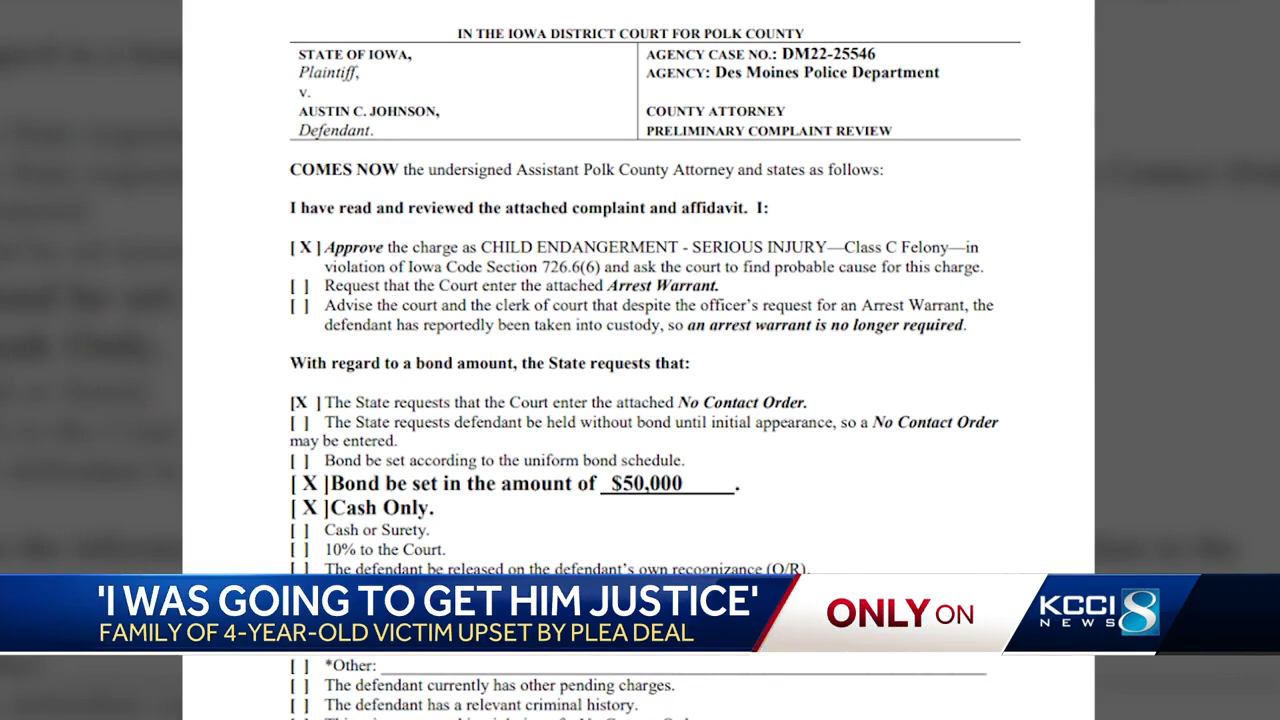 IN THE IOWA DISTRICT COURT FOR POLK COUNTY
STATE OF IOWA,
Plaintiff,
v.
AUSTIN C. JOHNSON,
Defendant.
AGENCY CASE NO.: DM22-25546
AGENCY: Des Moines Police Department
COUNTY ATTORNEY
PRELIMINARY COMPLAINT REVIEW
COMES NOW the undersigned Assistant Polk County Attorney and states as follows:
I have read and reviewed the attached complaint and affidavit. I:
[ X ] Approve the charge as CHILD ENDANGERMENT - SERIOUS INJURY—Class C Felony—in
violation of Iowa Code Section 726.6(6) and ask the court to find probable cause for this charge.
[ ] Request that the Court enter the attached Arrest Warrant.
[ ] Advise the court and the clerk of court that despite the officer's request for an Arrest Warrant, the
defendant has reportedly been taken into custody, so an arrest warrant is no longer required.
With regard to a bond amount, the State requests that:
[X ] The State requests that the Court enter the attached No Contact Order.
[ ] The State requests defendant be held without bond until initial appearance, so a No Contact Order
may be entered.
[ ] Bond be set according to the uniform bond schedule.
[ X ]Bond be set in the amount of $50,000 .
[ X ]Cash Only.
[ ] Cash or Surety.
[ ] 10% to the Court.
[ ] The defendant be released on the defendant's own recognizance (O/R).
'I WAS GOING TO GET HIM JUSTICE'
FAMILY OF 4-YEAR-OLD VICTIM UPSET BY PLEA DEAL
ONLY ON
KCCI 8
NEWS
[ ] *Other:
[ ] The defendant currently has other pending charges.
[ ] The defendant has a relevant criminal history.